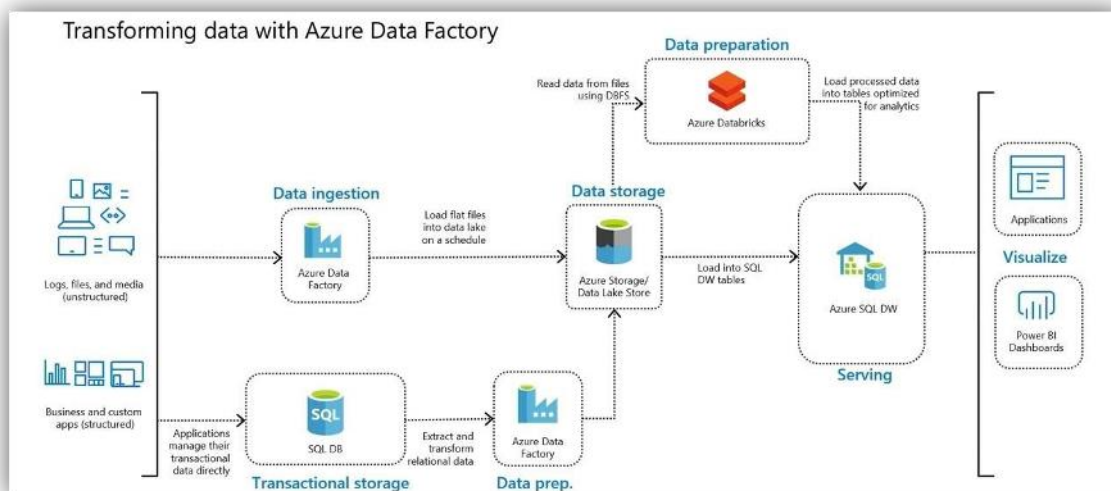 Transforming data with Azure Data Factory
Data preparation
Read data from files
using DBFS
Azure Databricks
Load processed data
into tables optimized
for analytics
Data ingestion
Azure Data
Factory
Load flat files
into data lake
on a schedule
Data storage
Azure Storage/
Data Lake Store
Load into SQL
DW tables
SQL
Azure SQL DW
Serving
Applications
Visualize
Power BI
Dashboards
Logs, files, and media
(unstructured)
Business and custom
apps (structured)
Applications
manage their
transactional
data directly
SQL
SQL DB
Transactional storage
Extract and
transform
relational data
Azure Data
Factory
Data prep.